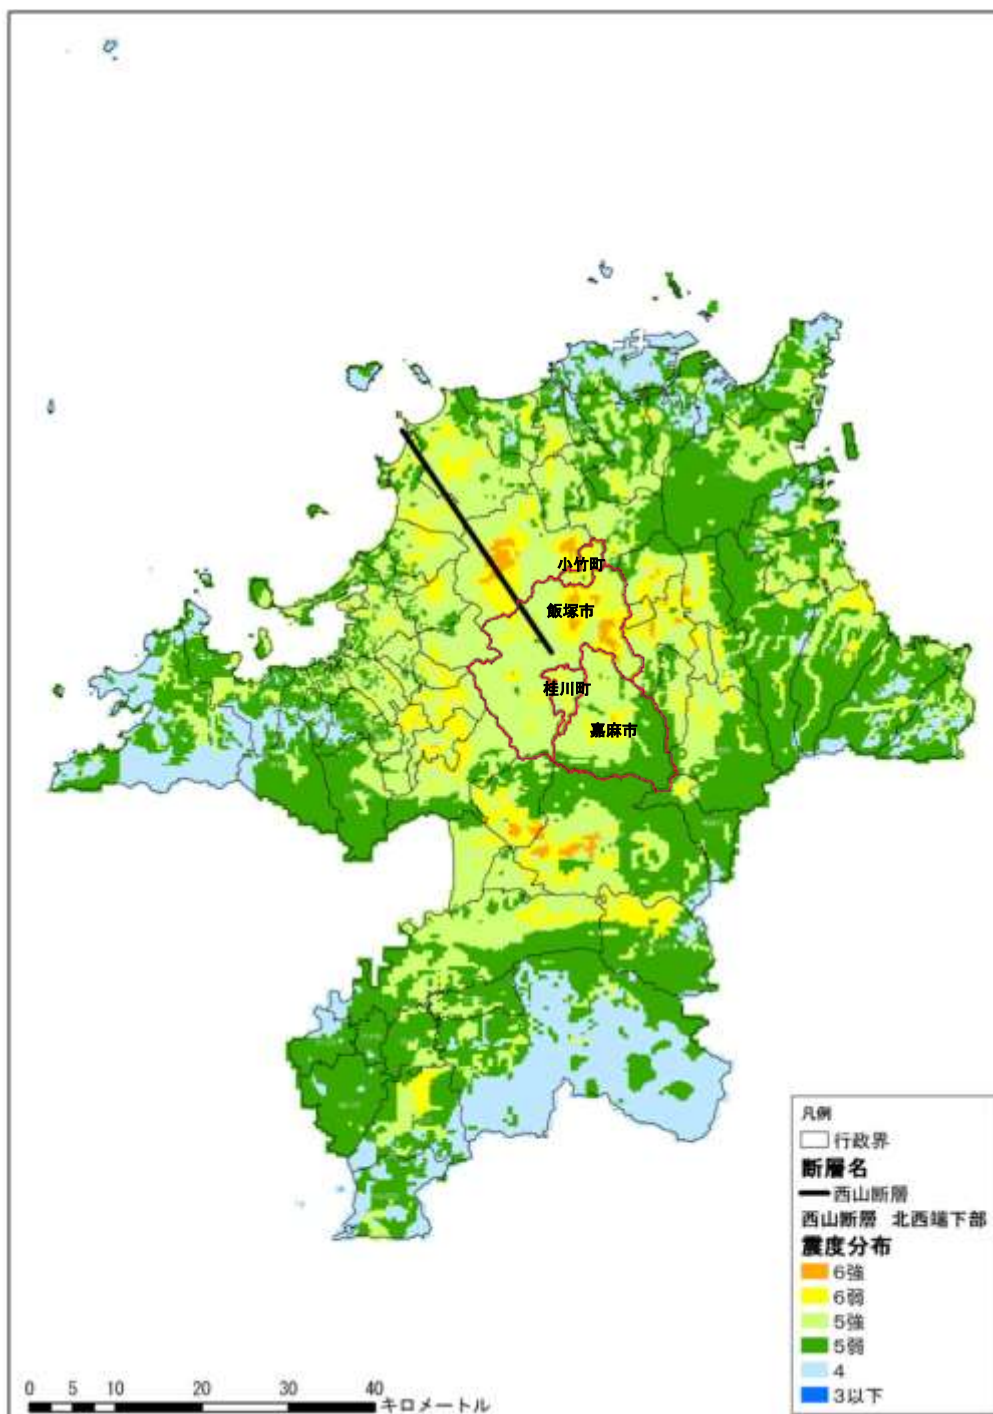 小竹町
飯塚市
桂川町
嘉麻市
凡例
行政界
断層名
西山断層
西山断層 北西端下部
震度分布
6強
6弱
5強
5弱
4
3以下
0 5 10 20 30 40
キロメートル